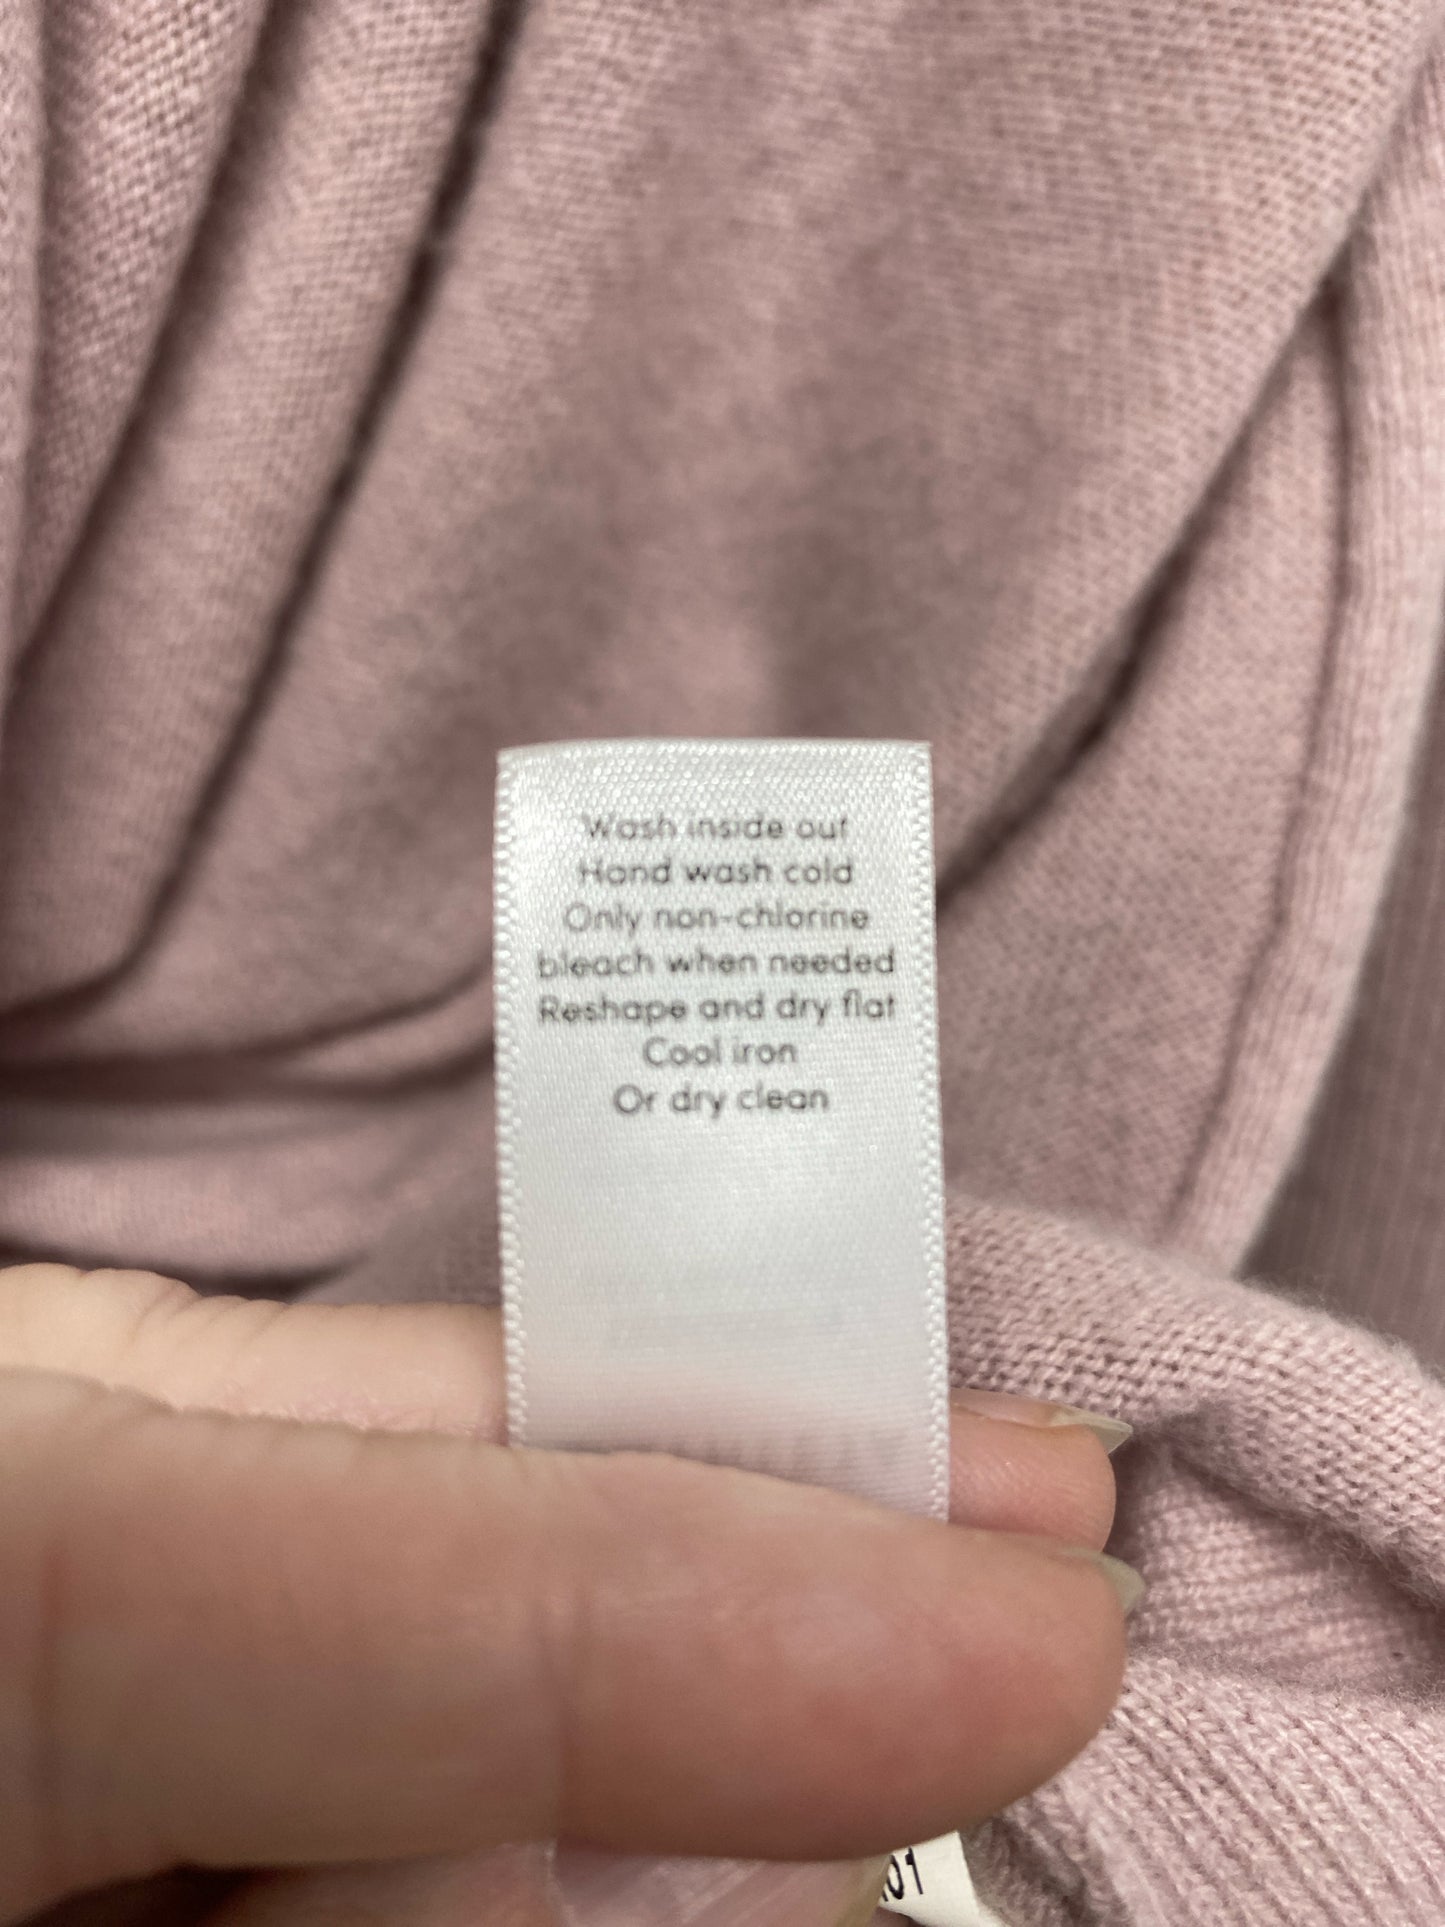 Wash inside out
Hand wash cold
Only non-chlorine
bleach when needed
Reshape and dry flat
Cool iron
Or dry clean